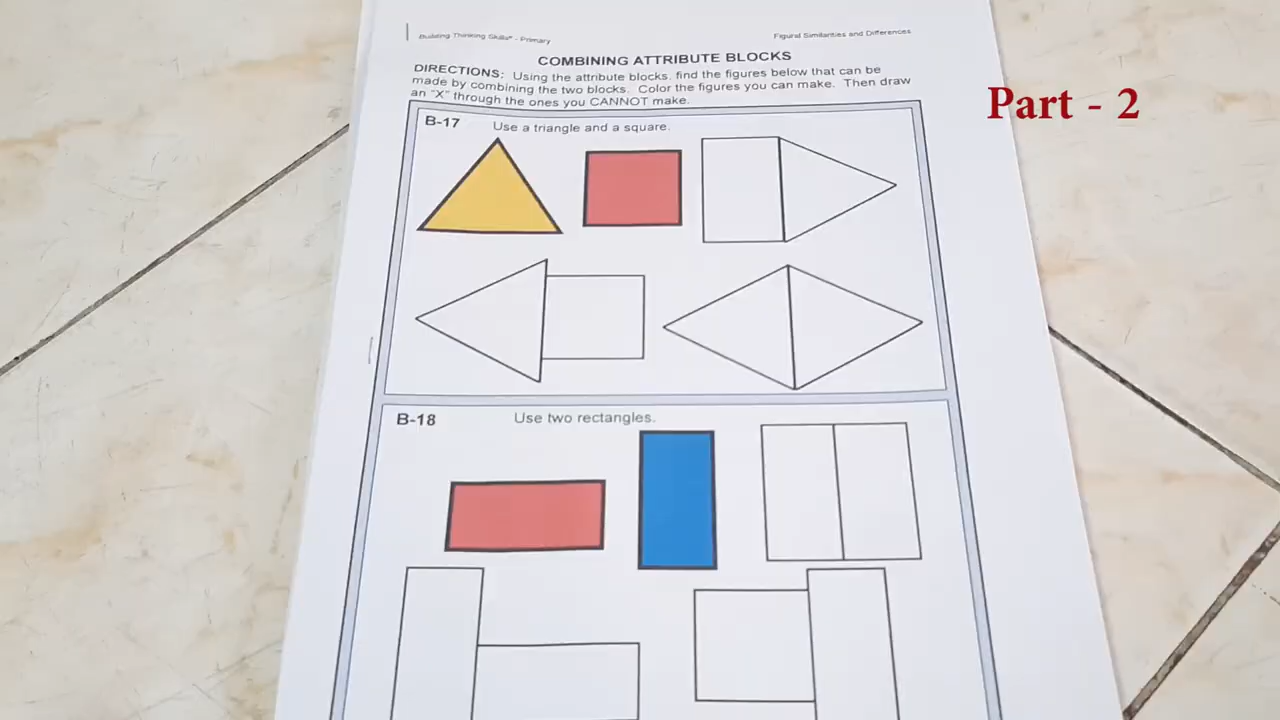 Building Thinking Skills® - Primary
Figural Similarities and Differences
COMBINING ATTRIBUTE BLOCKS
DIRECTIONS: Using the attribute blocks, find the figures below that can be
made by combining the two blocks. Color the figures you can make. Then draw
an "X" through the ones you CANNOT make.
Part - 2
B-17 Use a triangle and a square.
B-18 Use two rectangles.